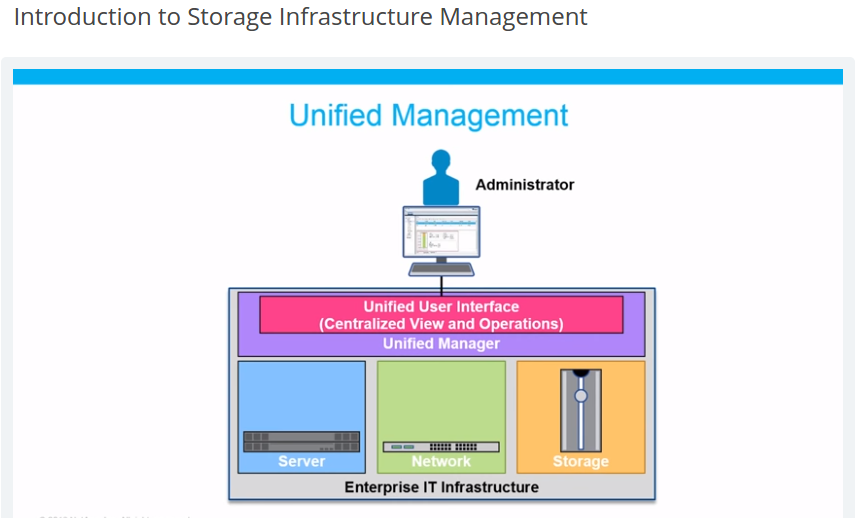 Introduction to Storage Infrastructure Management
Unified Management
Administrator
Unified User Interface
(Centralized View and Operations)
Unified Manager
Server
Network
Storage
Enterprise IT Infrastructure